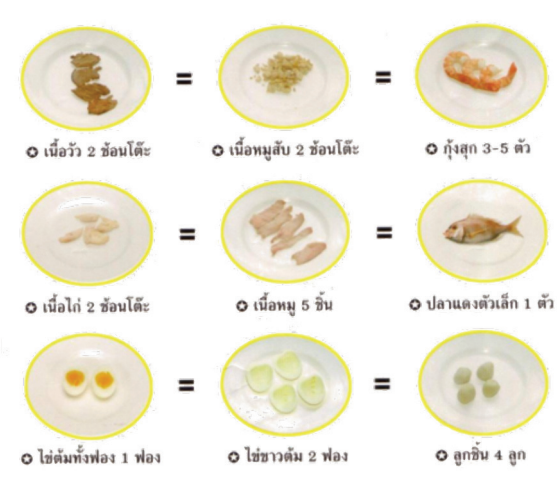 ✪ เนื้อวัว 2 ช้อนโต๊ะ = ✪ เนื้อหมูสับ 2 ช้อนโต๊ะ = ✪ กุ้งสุก 3-5 ตัว
✪ เนื้อไก่ 2 ช้อนโต๊ะ = ✪ เนื้อหมู 5 ชิ้น = ✪ ปลาแดงตัวเล็ก 1 ตัว
✪ ไข่ต้มทั้งฟอง 1 ฟอง = ✪ ไข่ขาวต้ม 2 ฟอง = ✪ ลูกชิ้น 4 ลูก